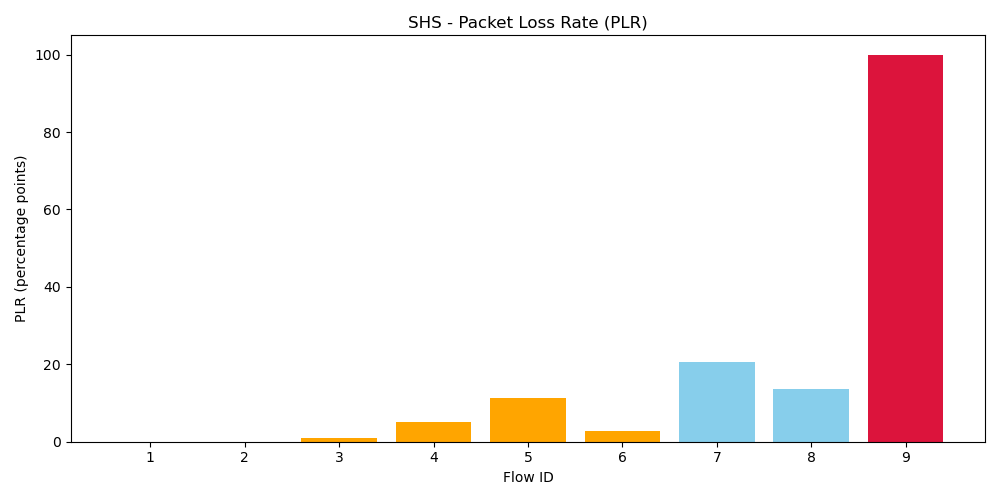 SHS - Packet Loss Rate (PLR)
PLR (percentage points)
100
80
60
40
20
0
1 2 3 4 5 6 7 8 9
Flow ID